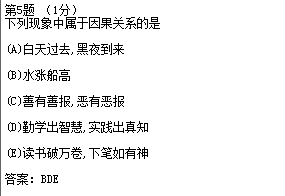 第5题 （1分）
下列现象中属于因果关系的是
(A)白天过去,黑夜到来
(B)水涨船高
(C)善有善报,恶有恶报
(D)勤学出智慧,实践出真知
(E)读书破万卷,下笔如有神
答案：BDE